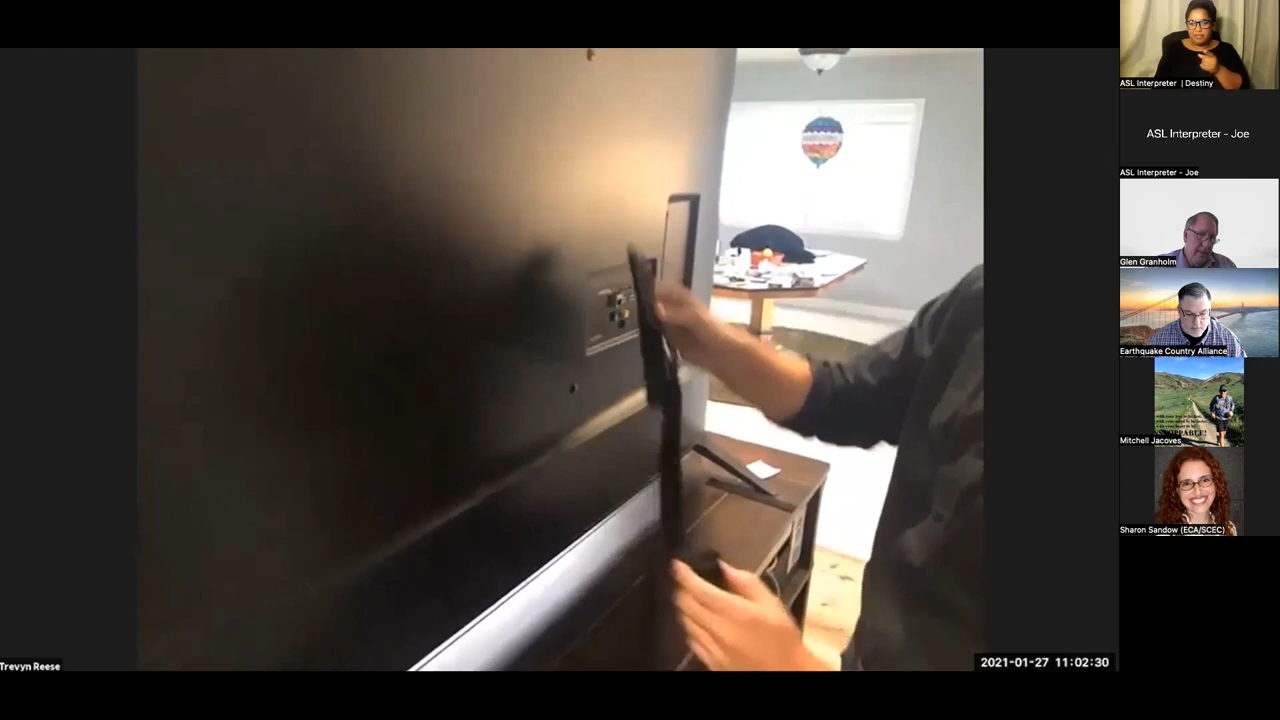 ASL Interpreter | Destiny
ASL Interpreter - Joe
ASL Interpreter - Joe
Glen Granholm
Earthquake Country Alliance
Mitchell Jacoves
Sharon Sandow (ECA/SCEC)
Trevyn Reese
2021-01-27 11:02:30